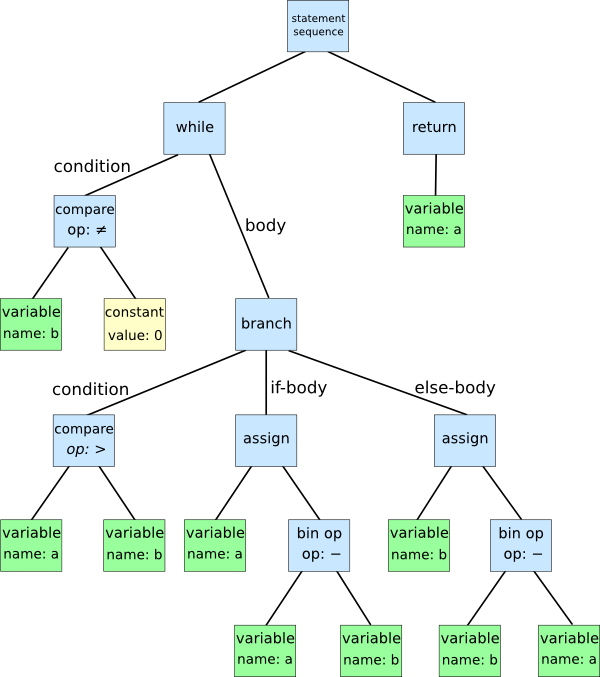 statement
sequence
while
return
condition
compare
op: ≠
body
variable
name: a
variable
name: b
constant
value: 0
branch
condition
if-body
else-body
compare
op: >
assign
assign
variable
name: a
variable
name: b
variable
name: a
bin op
op: −
variable
name: b
bin op
op: −
variable
name: a
variable
name: b
variable
name: b
variable
name: a